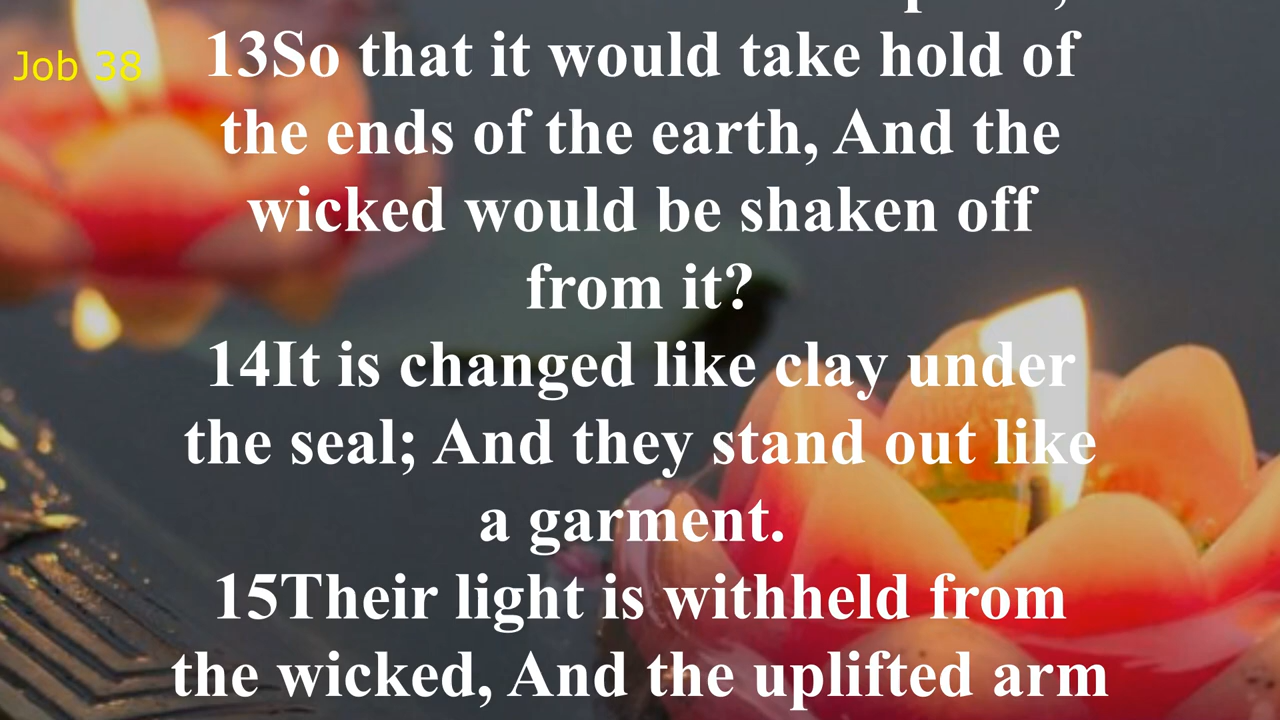 Job 38
13So that it would take hold of
the ends of the earth, And the
wicked would be shaken off
from it?
14It is changed like clay under
the seal; And they stand out like
a garment.
15Their light is withheld from
the wicked, And the uplifted arm